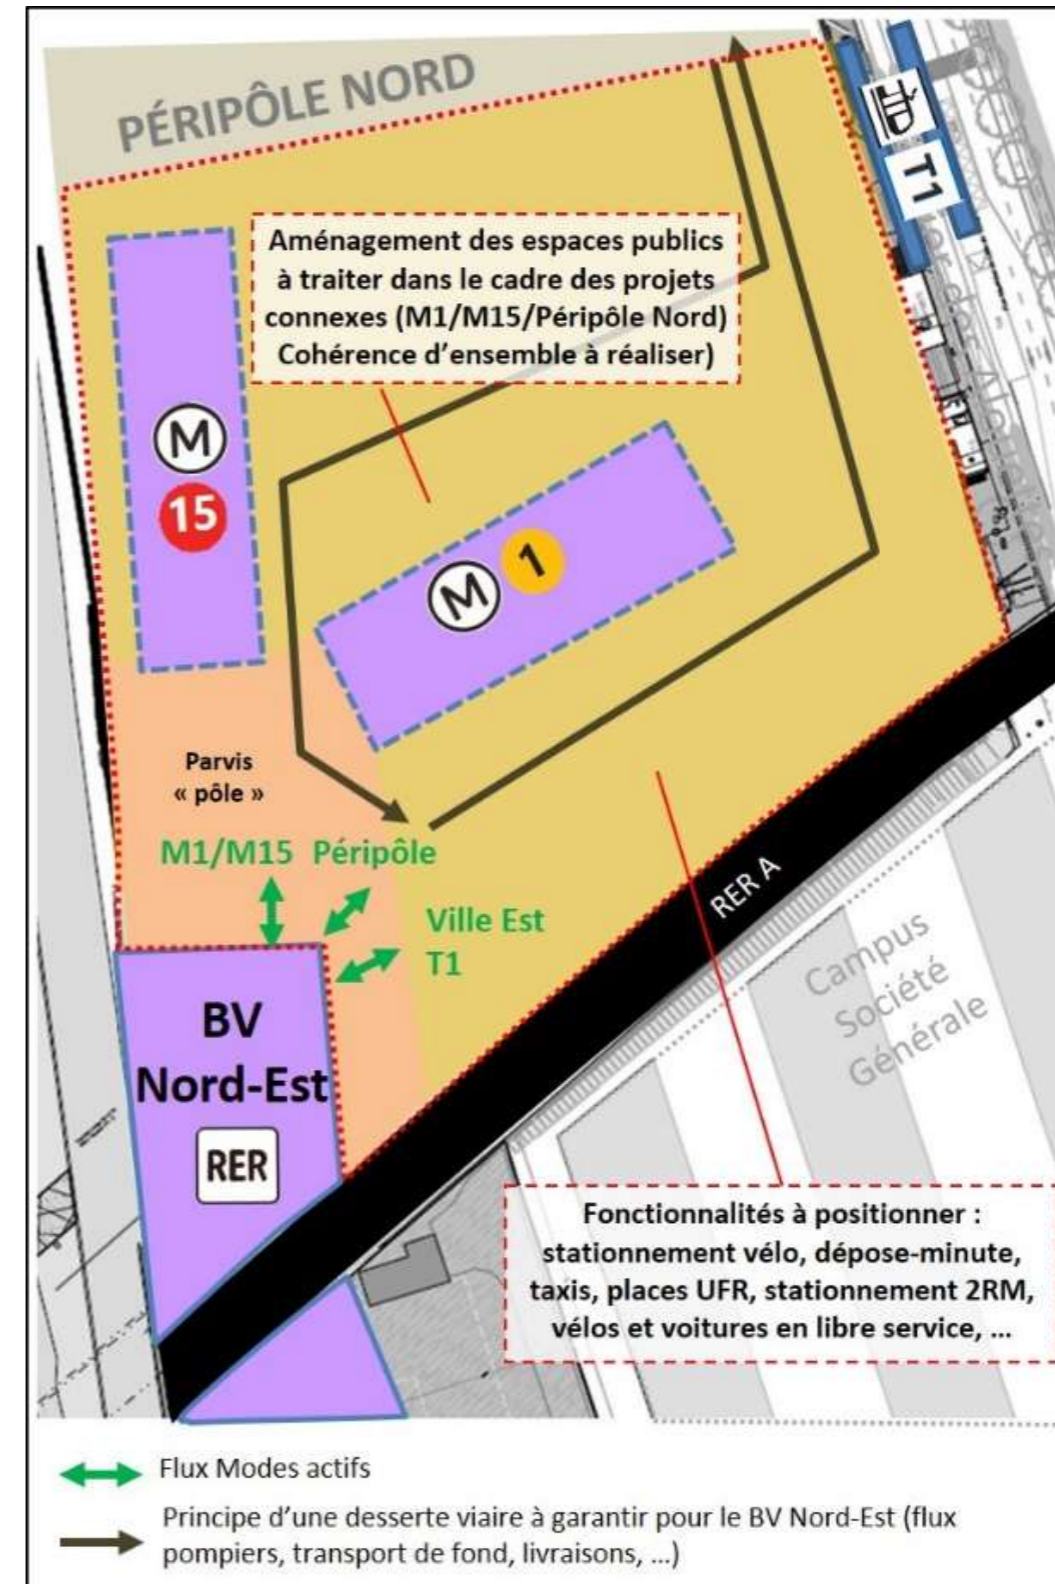 PÉRIPÔLE NORD
T1
Aménagement des espaces publics
à traiter dans le cadre des projets
connexes (M1/M15/Péripôle Nord)
Cohérence d'ensemble à réaliser)
M
15
M
1
Parvis
« pôle »
M1/M15 Péripôle
Ville Est
T1
RER A
Campus
Société
Générale
BV
Nord-Est
RER
Fonctionnalités à positionner :
stationnement vélo, dépose-minute,
taxis, places UFR, stationnement 2RM,
vélos et voitures en libre service, ...
Flux Modes actifs
Principe d'une desserte viaire à garantir pour le BV Nord-Est (flux
pompiers, transport de fond, livraisons, ...)